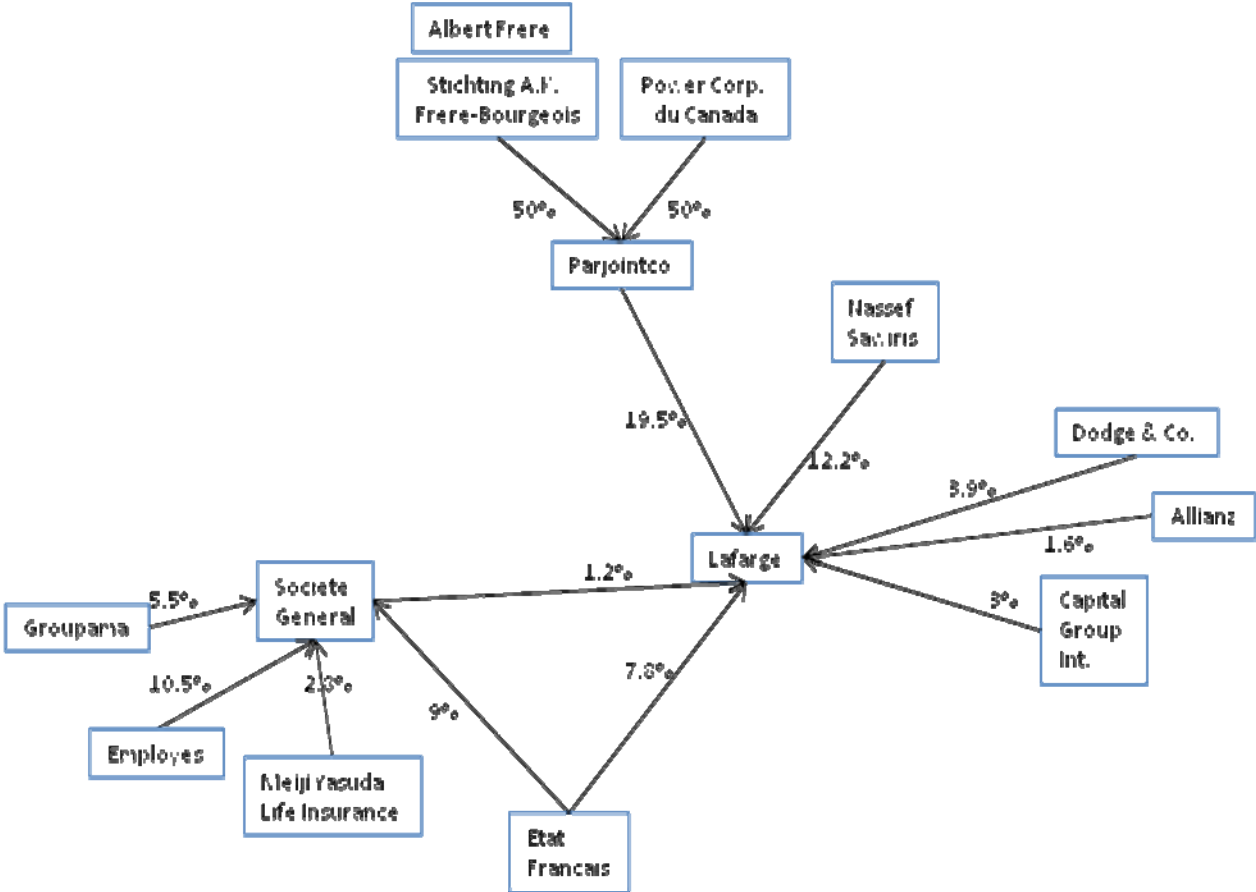 Albert Frere
Stichting A.F.
Frere-Bourgeois
Power Corp.
du Canada
50%
50%
Parjointco
Nassef
Sawiris
19.5%
12.2%
Dodge & Co.
3.9%
Allianz
1.6%
Lafarge
1.2%
Societe
General
5.5%
Groupama
3%
Capital
Group
Int.
7.8%
10.5%
2.8%
9%
Employes
Meiji Yasuda
Life Insurance
Etat
Francais